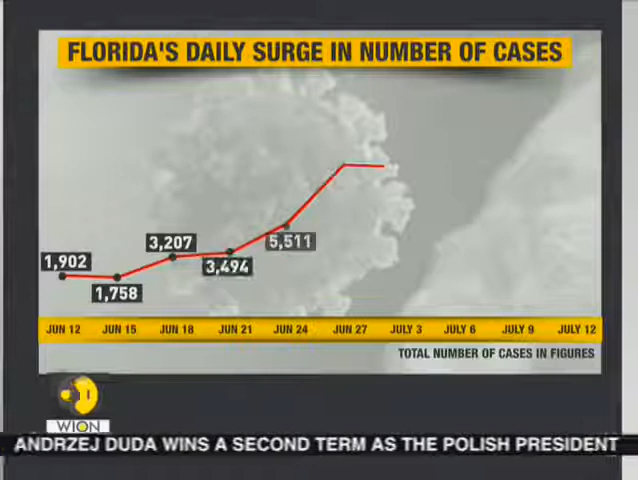 FLORIDA'S DAILY SURGE IN NUMBER OF CASES
1,902
1,758
3,207
3,494
5,511
JUN 12 JUN 15 JUN 18 JUN 21 JUN 24 JUN 27 JULY 3 JULY 6 JULY 9 JULY 12
TOTAL NUMBER OF CASES IN FIGURES
WION
ANDRZEJ DUDA WINS A SECOND TERM AS THE POLISH PRESIDENT